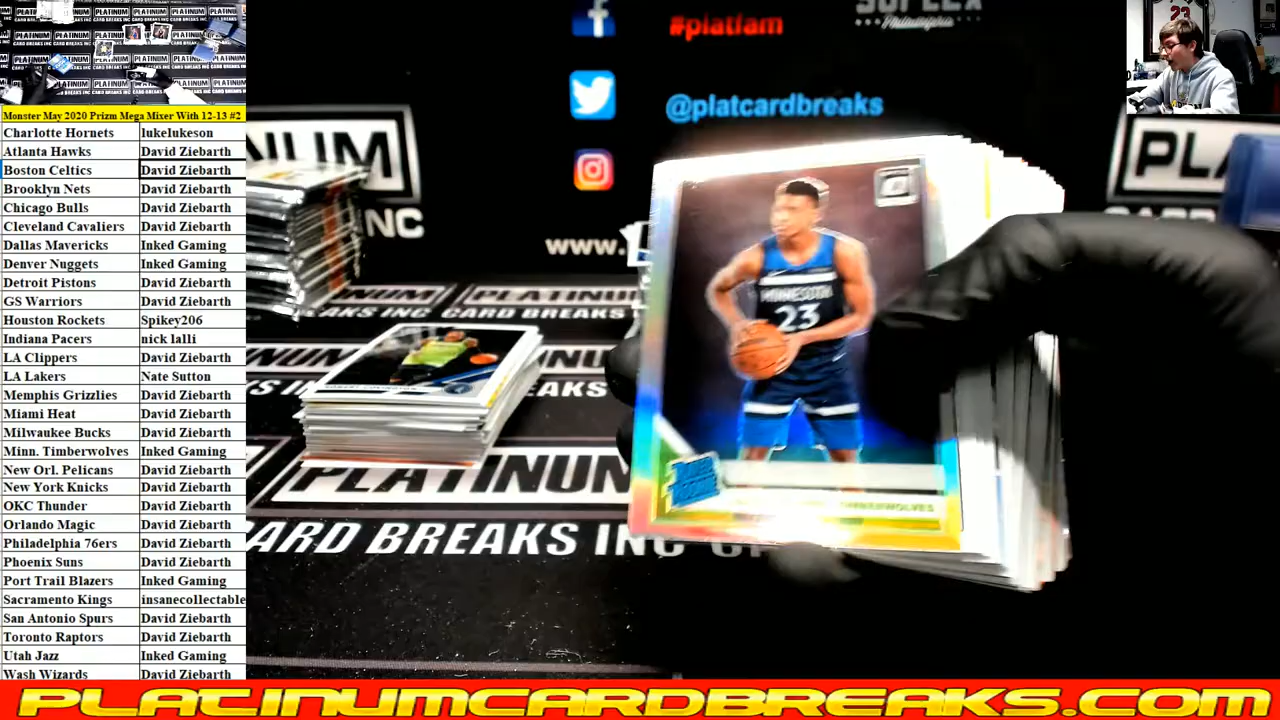 #platfam
SUPLEX
Philadelphia
@platcardbreaks
www.
PLATINUM
CARD BREAKS INC
Monster May 2020 Prizm Mega Mixer With 12-13 #2
Charlotte Hornets lukelukeson
Atlanta Hawks David Ziebarth
Boston Celtics David Ziebarth
Brooklyn Nets David Ziebarth
Chicago Bulls David Ziebarth
Cleveland Cavaliers David Ziebarth
Dallas Mavericks Inked Gaming
Denver Nuggets Inked Gaming
Detroit Pistons David Ziebarth
GS Warriors David Ziebarth
Houston Rockets Spikey206
Indiana Pacers nick lalli
LA Clippers David Ziebarth
LA Lakers Nate Sutton
Memphis Grizzlies David Ziebarth
Miami Heat David Ziebarth
Milwaukee Bucks David Ziebarth
Minn. Timberwolves Inked Gaming
New Orl. Pelicans David Ziebarth
New York Knicks David Ziebarth
OKC Thunder David Ziebarth
Orlando Magic David Ziebarth
Philadelphia 76ers David Ziebarth
Phoenix Suns David Ziebarth
Port Trail Blazers Inked Gaming
Sacramento Kings insanecollectable
San Antonio Spurs David Ziebarth
Toronto Raptors David Ziebarth
Utah Jazz Inked Gaming
Wash Wizards David Ziebarth
MINNESOTA
23
PLATINUM
CARD BREAKS INC
PLATINUMCARDBREAKS.COM